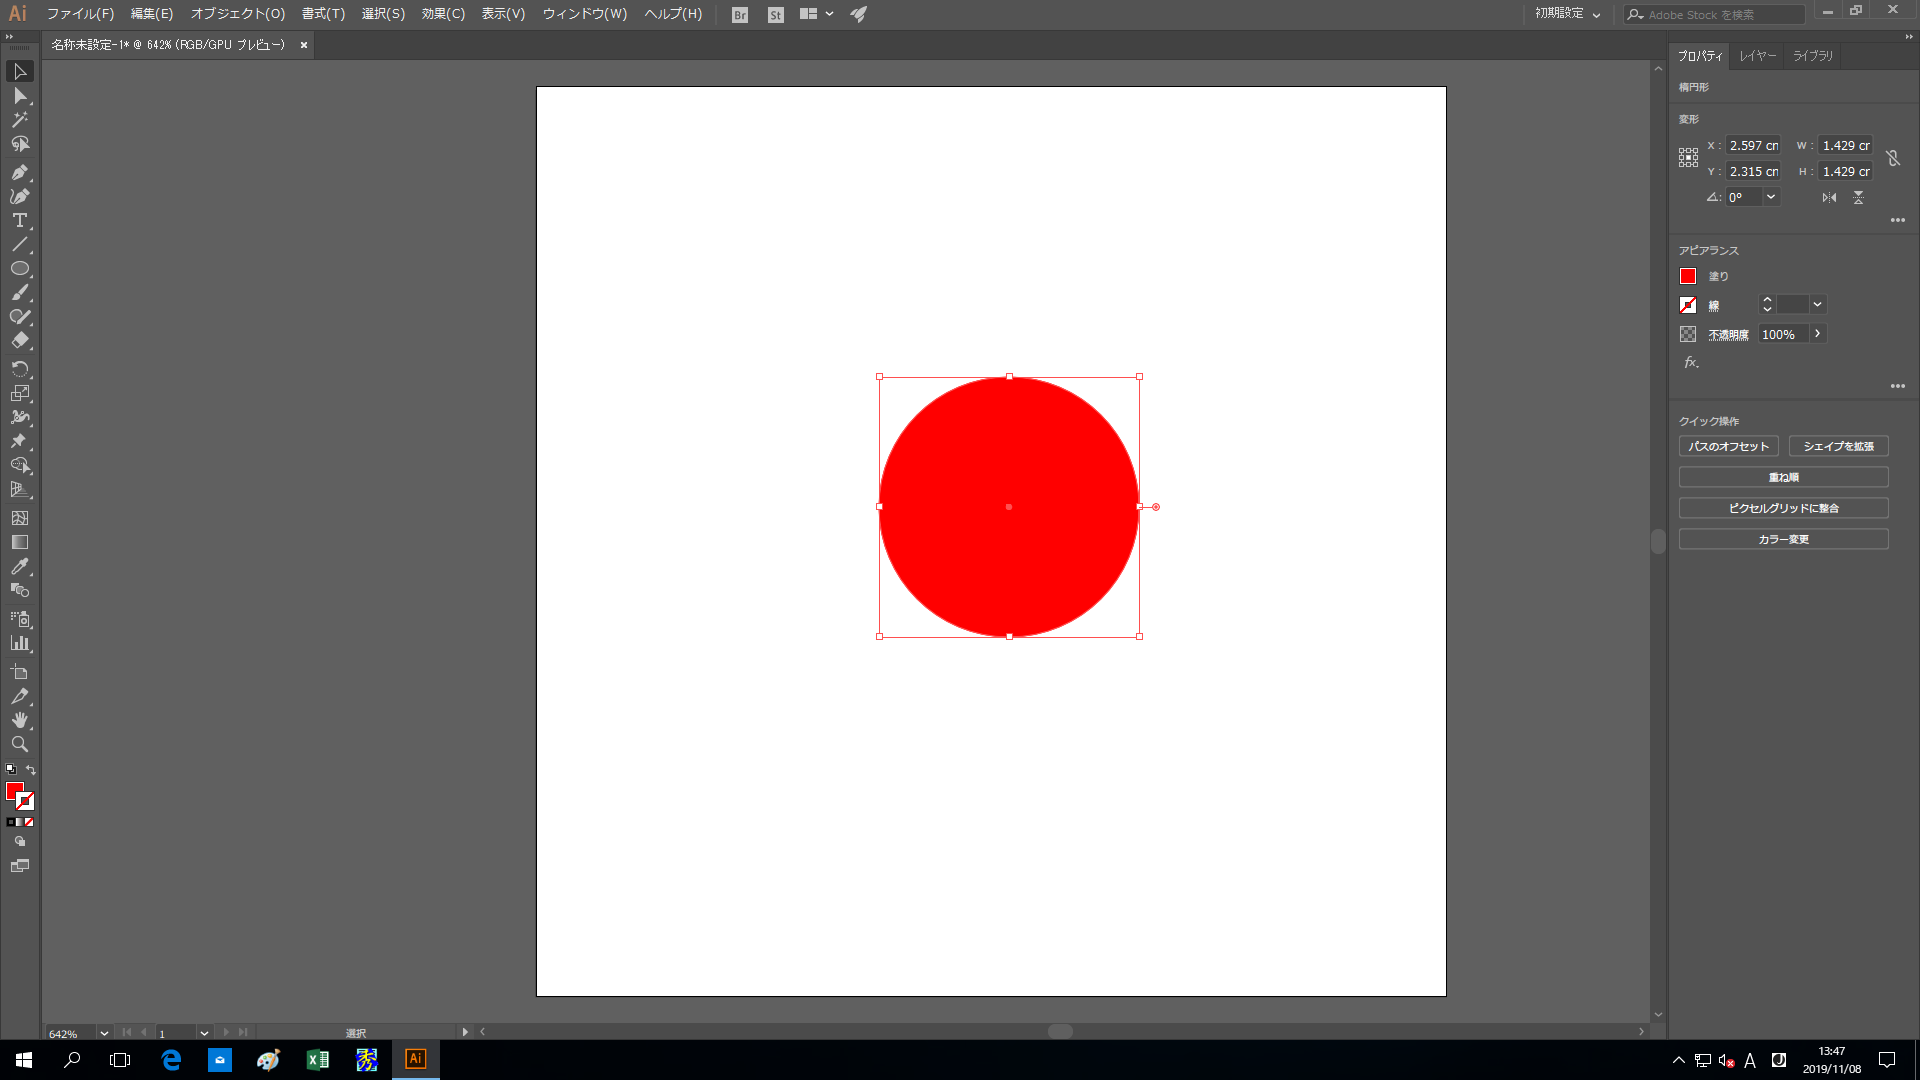 Ai ファイル(F) 編集(E) オブジェクト(O) 書式(T) 選択(S) 効果(C) 表示(V) ウィンドウ(W) ヘルプ(H) Br St 初期設定 Adobe Stock を検索
名称未設定-1* @ 642% (RGB/GPU プレビュー)
プロパティ レイヤー ライブラリ
楕円形
変形
X : 2.597 cn W : 1.429 cr
Y : 2.315 cn H : 1.429 cr
0°
アピアランス
塗り
線
不透明度 100%
fx.
クイック操作
パスのオフセット シェイプを拡張
重ね順
ピクセルグリッドに整合
カラー変更
642% 1 選択
秀 Ai A 13:47
2019/11/08